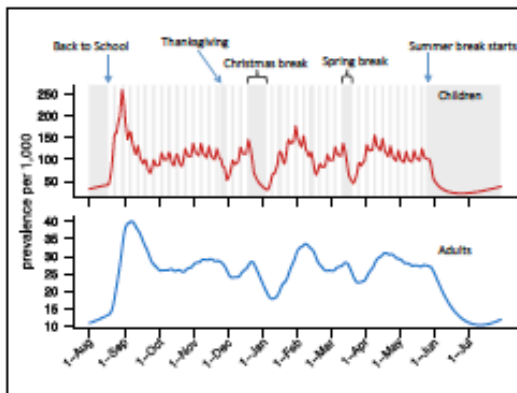 Back to School
Thanksgiving
Christmas break
Spring break
Summer break starts
Children
250
200
150
100
50
prevalence per 1,000
Adults
40
35
30
25
20
15
10
1--Aug
1--Sep
1--Oct
1--Nov
1--Dec
1--Jan
1--Feb
1--Mar
1--Apr
1--May
1--Jun
1--Jul